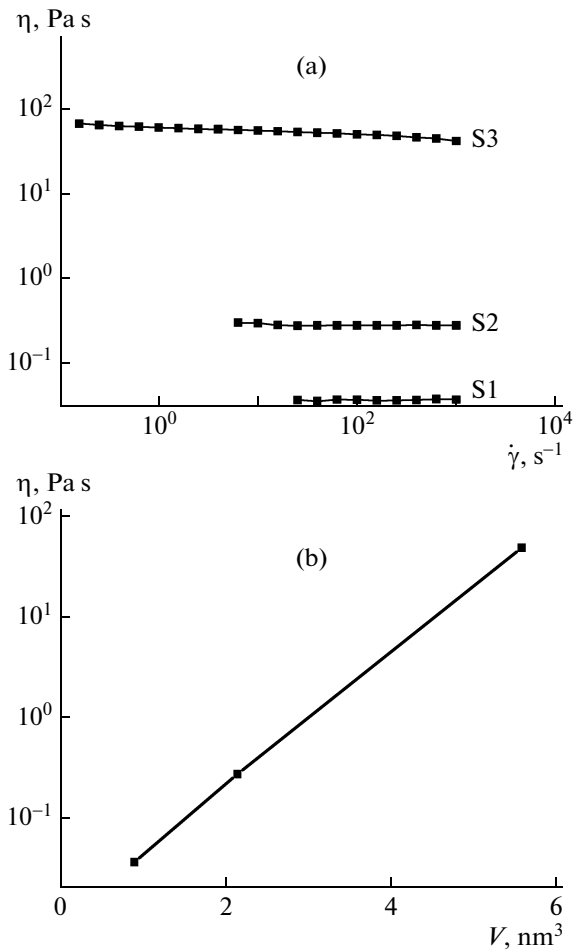 η, Pa s
(a)
10²
S3
10¹
10⁰
S2
10⁻¹
S1
10⁰ 10² 10⁴
γ̇, s⁻¹
η, Pa s
10²
(b)
10¹
10⁰
10⁻¹
0 2 4 6
V, nm³